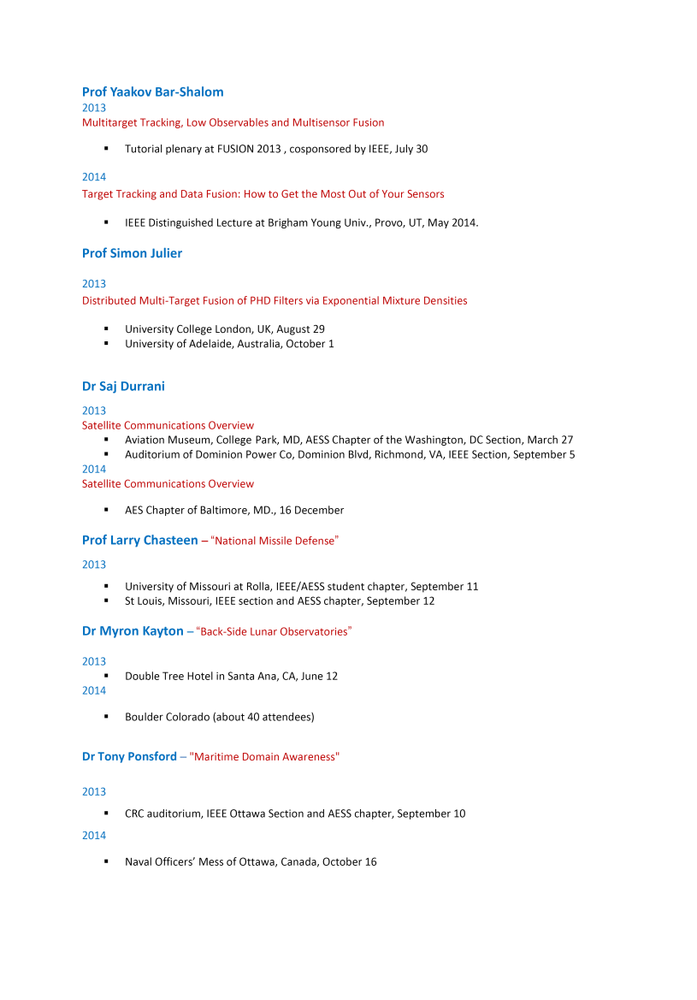 Prof Yaakov Bar-Shalom
2013
Multitarget Tracking, Low Observables and Multisensor Fusion
▪ Tutorial plenary at FUSION 2013 , cosponsored by IEEE, July 30
2014
Target Tracking and Data Fusion: How to Get the Most Out of Your Sensors
▪ IEEE Distinguished Lecture at Brigham Young Univ., Provo, UT, May 2014.
Prof Simon Julier
2013
Distributed Multi-Target Fusion of PHD Filters via Exponential Mixture Densities
▪ University College London, UK, August 29
▪ University of Adelaide, Australia, October 1
Dr Saj Durrani
2013
Satellite Communications Overview
▪ Aviation Museum, College Park, MD, AESS Chapter of the Washington, DC Section, March 27
▪ Auditorium of Dominion Power Co, Dominion Blvd, Richmond, VA, IEEE Section, September 5
2014
Satellite Communications Overview
▪ AES Chapter of Baltimore, MD., 16 December
Prof Larry Chasteen – “National Missile Defense”
2013
▪ University of Missouri at Rolla, IEEE/AESS student chapter, September 11
▪ St Louis, Missouri, IEEE section and AESS chapter, September 12
Dr Myron Kayton – “Back-Side Lunar Observatories”
2013
▪ Double Tree Hotel in Santa Ana, CA, June 12
2014
▪ Boulder Colorado (about 40 attendees)
Dr Tony Ponsford – "Maritime Domain Awareness"
2013
▪ CRC auditorium, IEEE Ottawa Section and AESS chapter, September 10
2014
▪ Naval Officers’ Mess of Ottawa, Canada, October 16